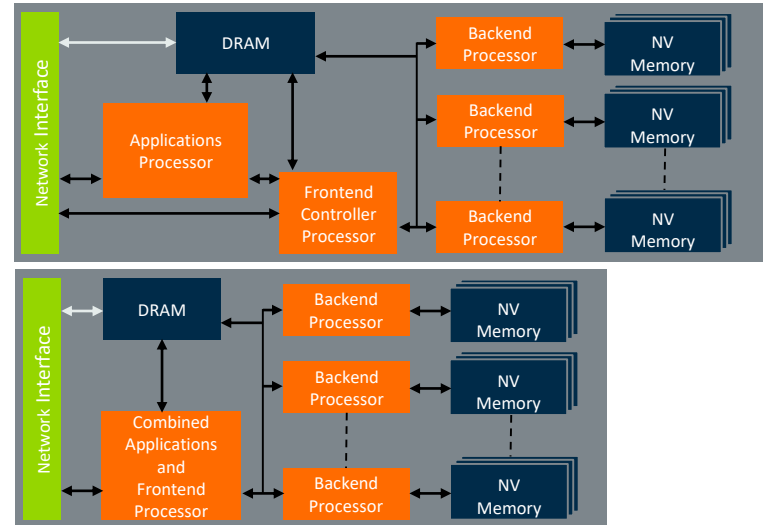 Network Interface
DRAM
Applications
Processor
Frontend
Controller
Processor
Backend
Processor
NV
Memory
Backend
Processor
NV
Memory
Backend
Processor
NV
Memory
Network Interface
DRAM
Combined
Applications
and
Frontend
Processor
Backend
Processor
NV
Memory
Backend
Processor
NV
Memory
Backend
Processor
NV
Memory